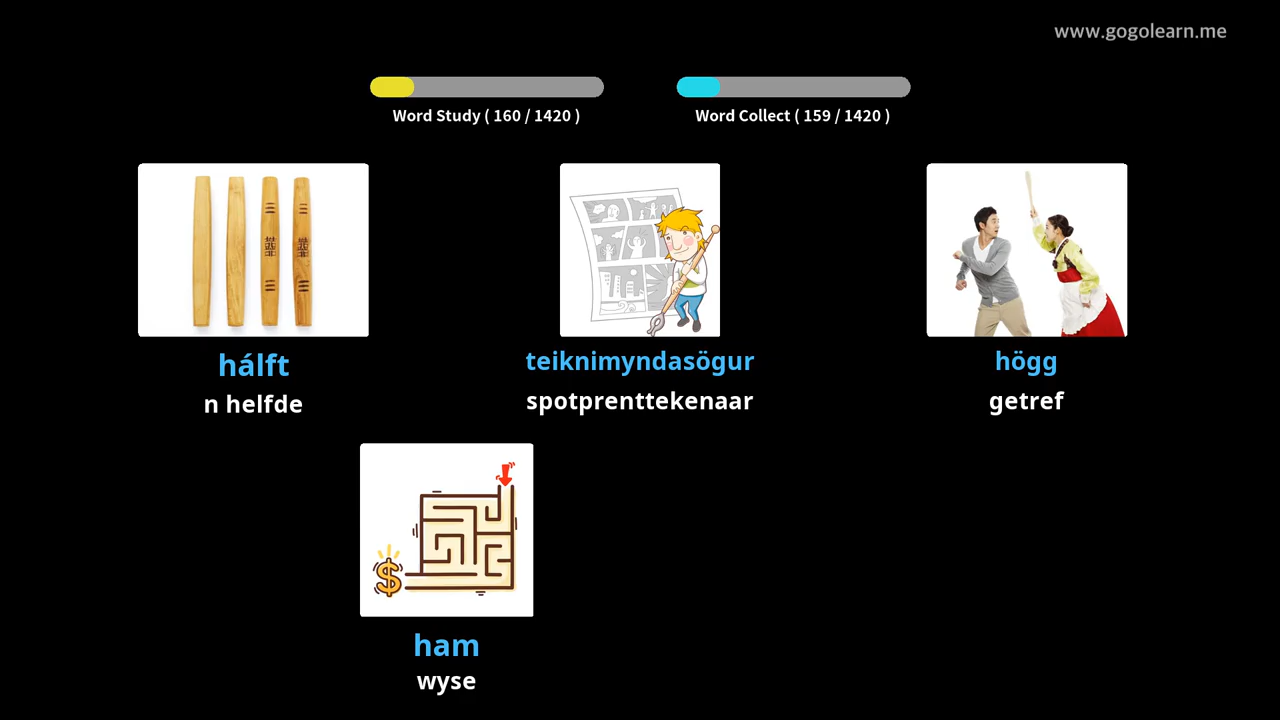 www.gogolearn.me
Word Study ( 160 / 1420 )
Word Collect ( 159 / 1420 )
hálft
n helfde
teiknimyndasögur
spotprenttekenaar
högg
getref
$
ham
wyse